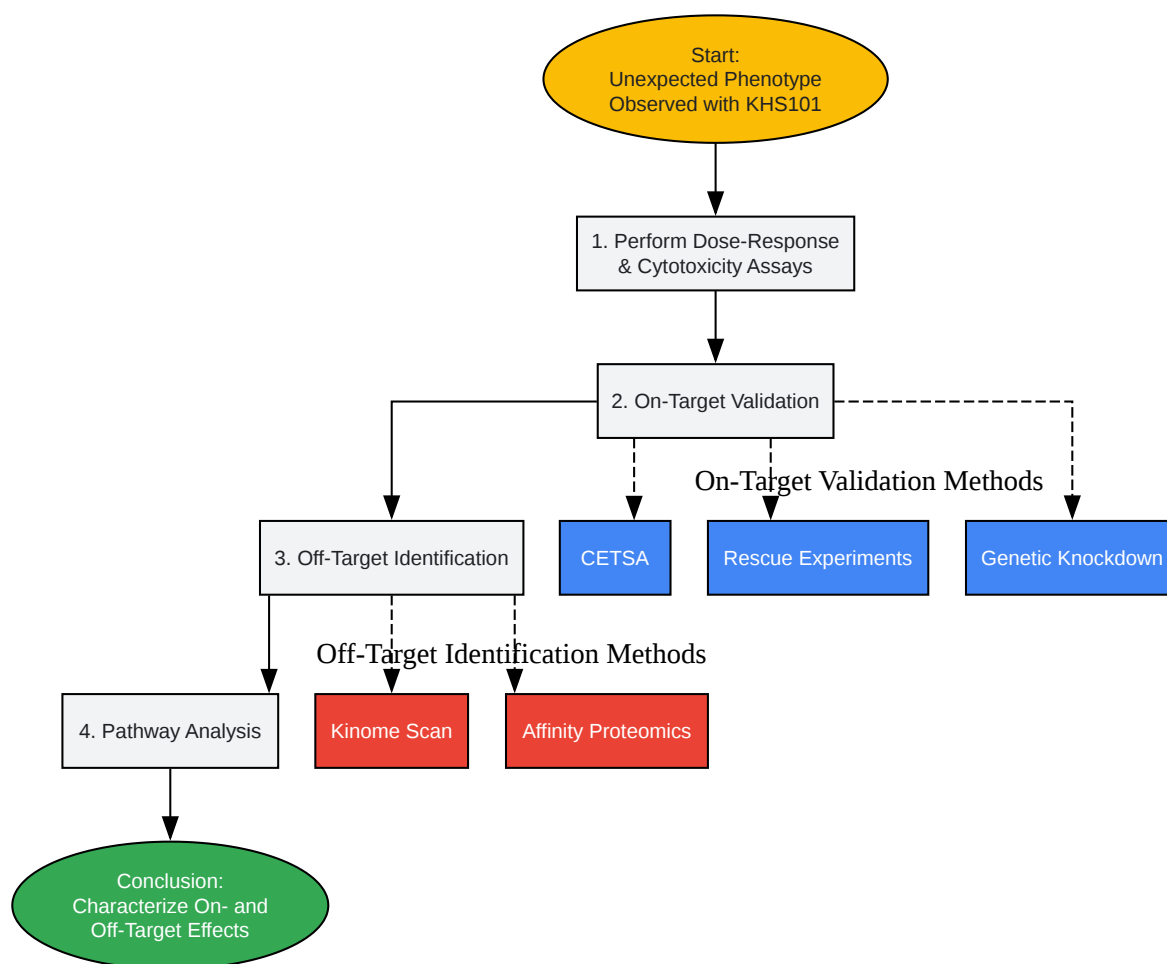 Start:
Unexpected Phenotype
Observed with KHS101
1. Perform Dose-Response
& Cytotoxicity Assays
2. On-Target Validation
On-Target Validation Methods
3. Off-Target Identification
CETSA
Rescue Experiments
Genetic Knockdown
Off-Target Identification Methods
4. Pathway Analysis
Kinome Scan
Affinity Proteomics
Conclusion:
Characterize On- and
Off-Target Effects